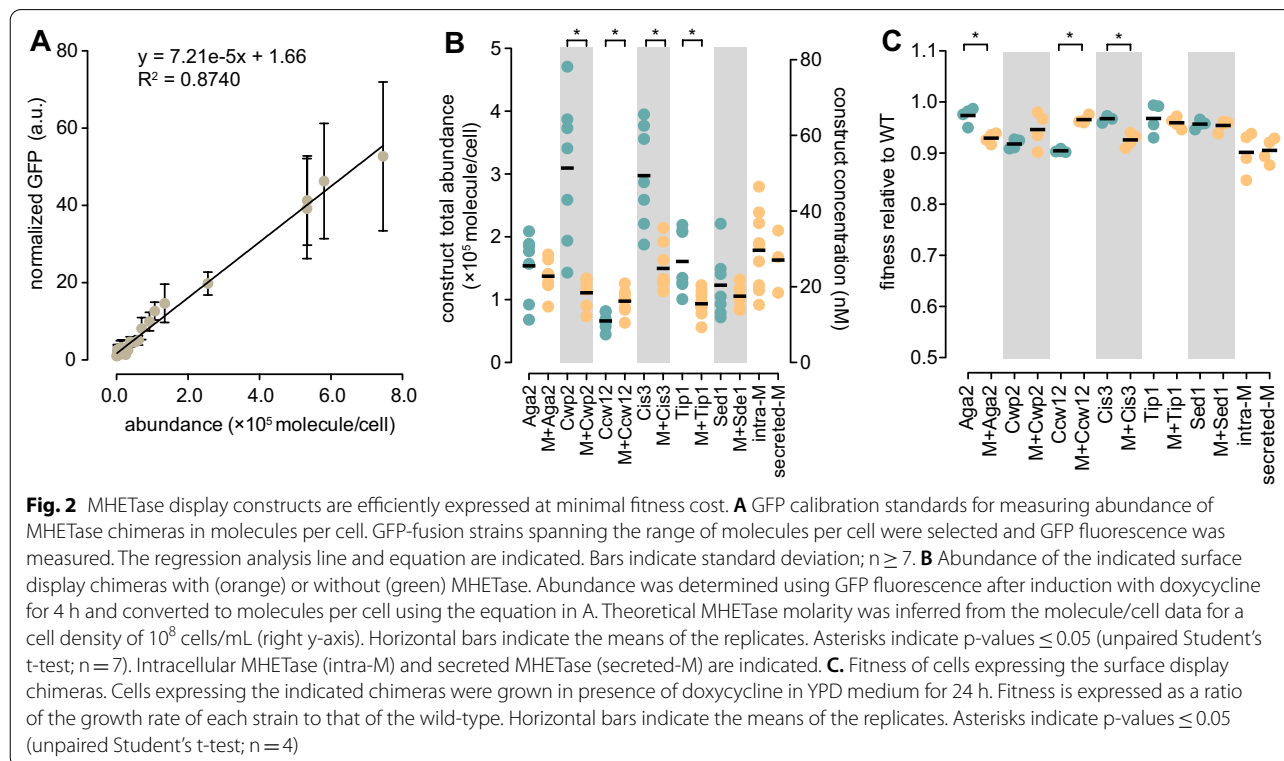 A
80
60
40
20
0
normalized GFP (a.u.)
y = 7.21e-5x + 1.66
R² = 0.8740
0.0 2.0 4.0 6.0 8.0
abundance (×10⁵ molecule/cell)
B
* * * *
5
4
3
2
1
0
construct total abundance
(×10⁵ molecule/cell)
80
60
40
20
0
construct concentration (nM)
Aga2
M+Aga2
Cwp2
M+Cwp2
Ccw12
M+Ccw12
Cis3
M+Cis3
Tip1
M+Tip1
Sed1
M+Sde1
intra-M
secreted-M
C
* * *
1.1
1.0
0.9
0.8
0.7
0.6
0.5
fitness relative to WT
Aga2
M+Aga2
Cwp2
M+Cwp2
Ccw12
M+Ccw12
Cis3
M+Cis3
Tip1
M+Tip1
Sed1
M+Sed1
intra-M
secreted-M
Fig. 2 MHETase display constructs are efficiently expressed at minimal fitness cost. A GFP calibration standards for measuring abundance of
MHETase chimeras in molecules per cell. GFP-fusion strains spanning the range of molecules per cell were selected and GFP fluorescence was
measured. The regression analysis line and equation are indicated. Bars indicate standard deviation; n ≥ 7. B Abundance of the indicated surface
display chimeras with (orange) or without (green) MHETase. Abundance was determined using GFP fluorescence after induction with doxycycline
for 4 h and converted to molecules per cell using the equation in A. Theoretical MHETase molarity was inferred from the molecule/cell data for a
cell density of 10⁸ cells/mL (right y-axis). Horizontal bars indicate the means of the replicates. Asterisks indicate p-values ≤ 0.05 (unpaired Student's
t-test; n = 7). Intracellular MHETase (intra-M) and secreted MHETase (secreted-M) are indicated. C. Fitness of cells expressing the surface display
chimeras. Cells expressing the indicated chimeras were grown in presence of doxycycline in YPD medium for 24 h. Fitness is expressed as a ratio
of the growth rate of each strain to that of the wild-type. Horizontal bars indicate the means of the replicates. Asterisks indicate p-values ≤ 0.05
(unpaired Student's t-test; n = 4)